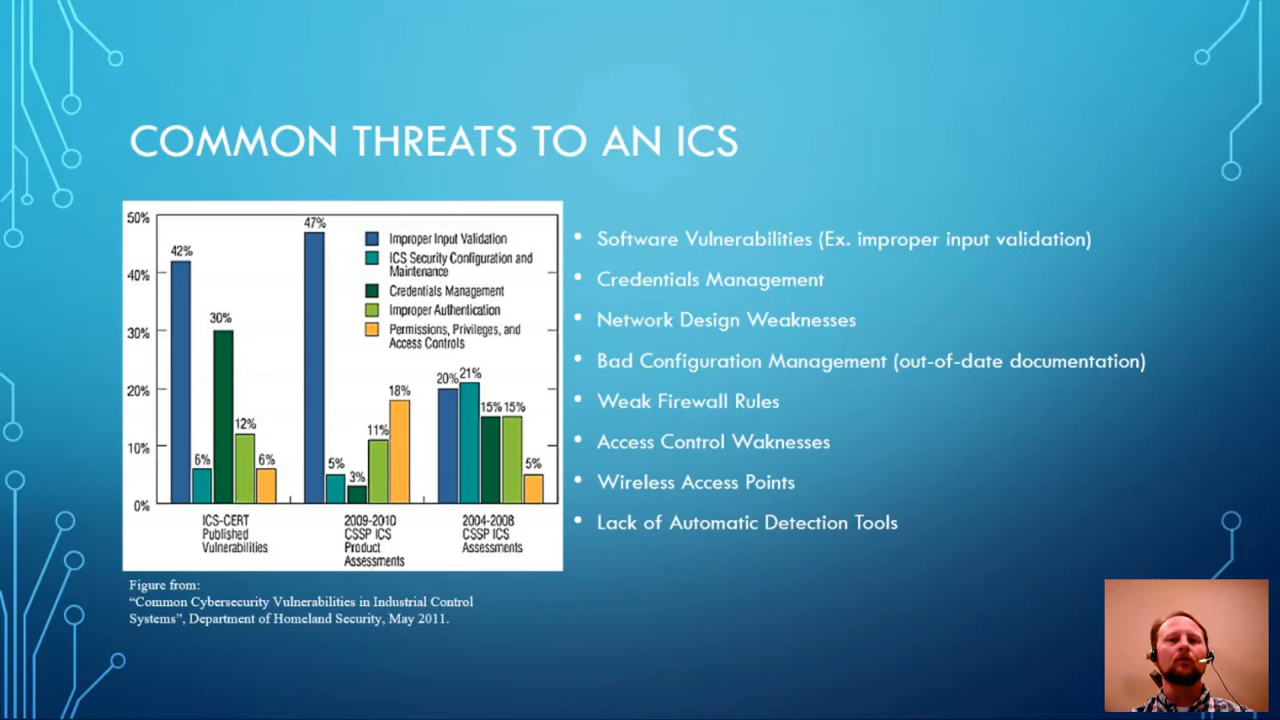 COMMON THREATS TO AN ICS
50%
40%
30%
20%
10%
0%
42%
6%
30%
12%
6%
47%
5%
3%
11%
18%
20%
21%
15%
15%
5%
Improper Input Validation
ICS Security Configuration and
Maintenance
Credentials Management
Improper Authentication
Permissions, Privileges, and
Access Controls
ICS-CERT
Published
Vulnerabilities
2009-2010
CSSP ICS
Product
Assessments
2004-2008
CSSP ICS
Assessments
Figure from:
“Common Cybersecurity Vulnerabilities in Industrial Control
Systems”, Department of Homeland Security, May 2011.
• Software Vulnerabilities (Ex. improper input validation)
• Credentials Management
• Network Design Weaknesses
• Bad Configuration Management (out-of-date documentation)
• Weak Firewall Rules
• Access Control Waknesses
• Wireless Access Points
• Lack of Automatic Detection Tools